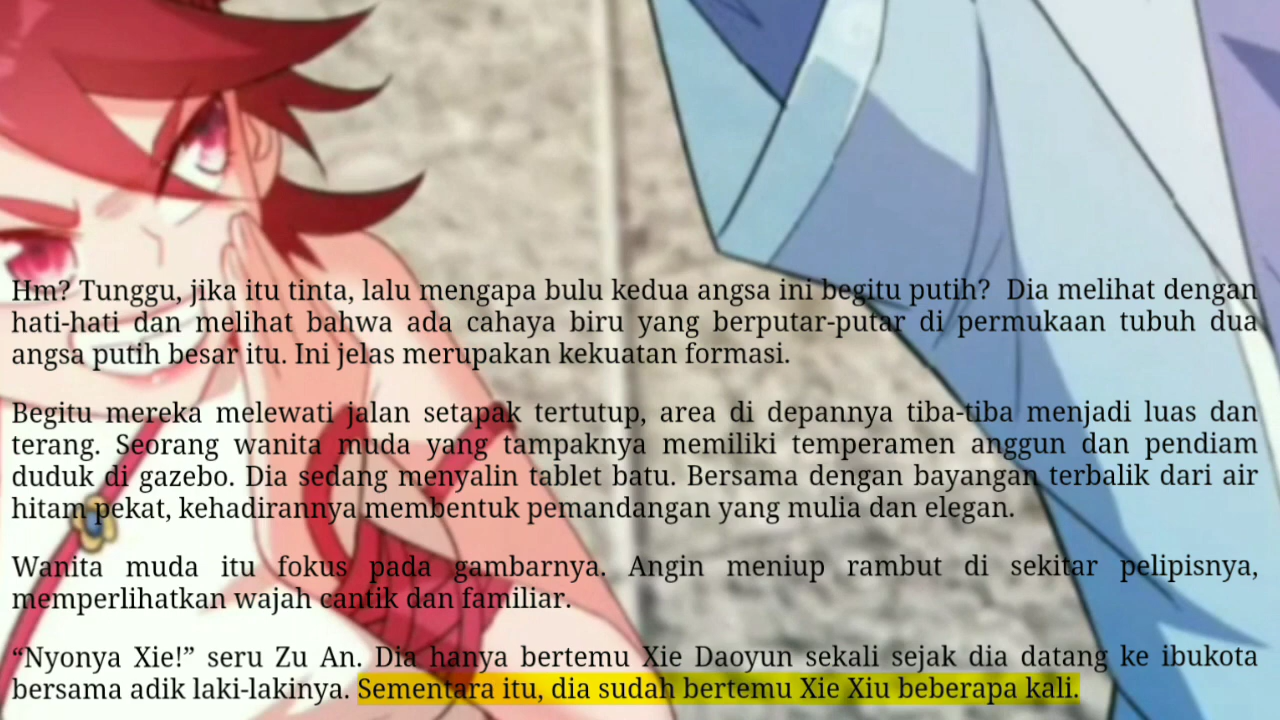 Hm? Tunggu, jika itu tinta, lalu mengapa bulu kedua angsa ini begitu putih? Dia melihat dengan
hati-hati dan melihat bahwa ada cahaya biru yang berputar-putar di permukaan tubuh dua
angsa putih besar itu. Ini jelas merupakan kekuatan formasi.
Begitu mereka melewati jalan setapak tertutup, area di depannya tiba-tiba menjadi luas dan
terang. Seorang wanita muda yang tampaknya memiliki temperamen anggun dan pendiam
duduk di gazebo. Dia sedang menyalin tablet batu. Bersama dengan bayangan terbalik dari air
hitam pekat, kehadirannya membentuk pemandangan yang mulia dan elegan.
Wanita muda itu fokus pada gambarnya. Angin meniup rambut di sekitar pelipisnya,
memperlihatkan wajah cantik dan familiar.
“Nyonya Xie!” seru Zu An. Dia hanya bertemu Xie Daoyun sekali sejak dia datang ke ibukota
bersama adik laki-lakinya. Sementara itu, dia sudah bertemu Xie Xiu beberapa kali.